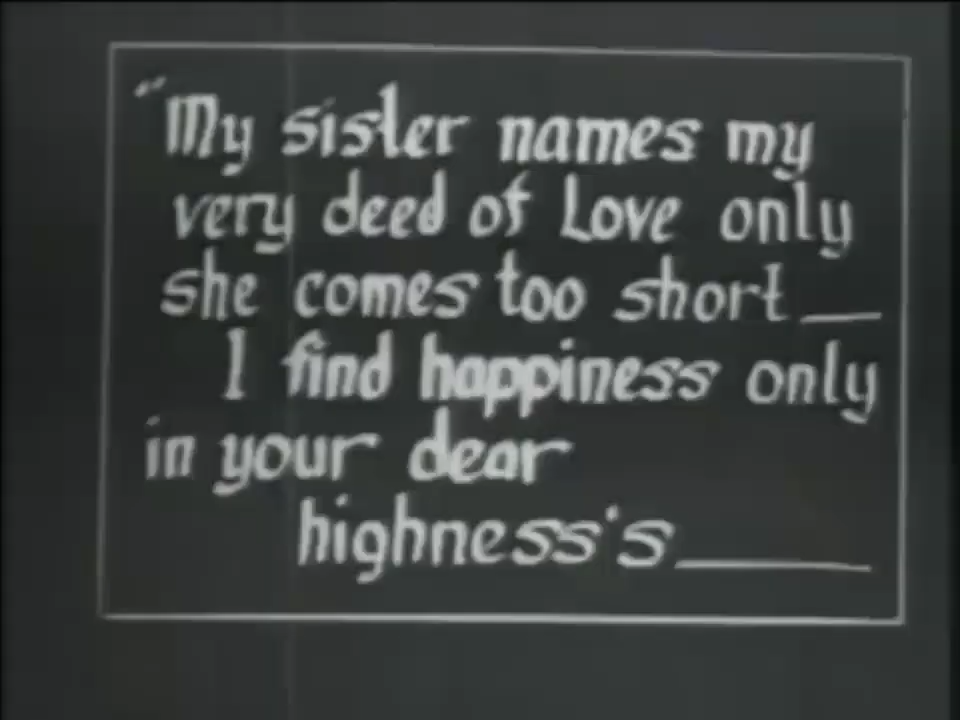 "My sister names my
very deed of Love only
she comes too short __
I find happiness only
in your dear
highness's ____